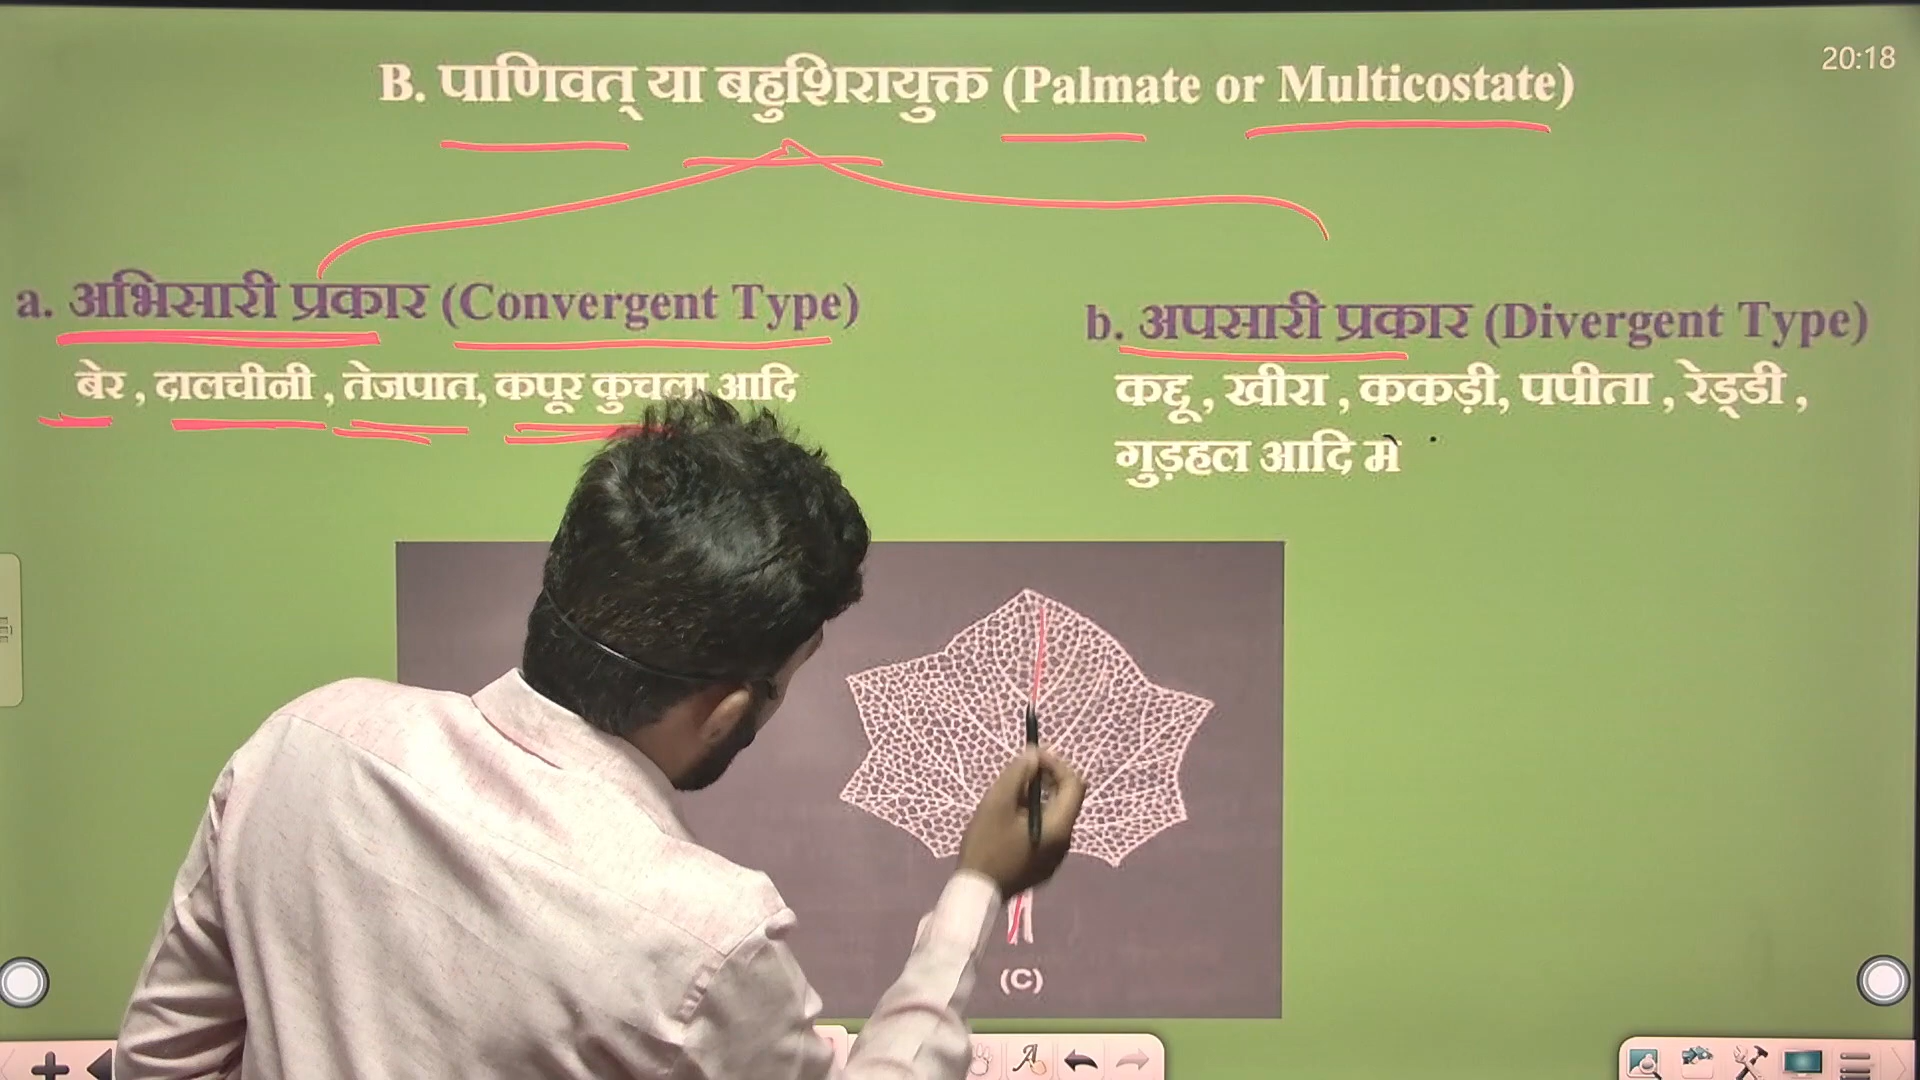 20:18
B. पाणिवत् या बहुशिरायुक्त (Palmate or Multicostate)
a. अभिसारी प्रकार (Convergent Type)
बेर , दालचीनी , तेजपात, कपूर कुचला आदि
b. अपसारी प्रकार (Divergent Type)
कद्दू , खीरा , ककड़ी, पपीता , रेड्डी ,
गुड़हल आदि मे
(C)